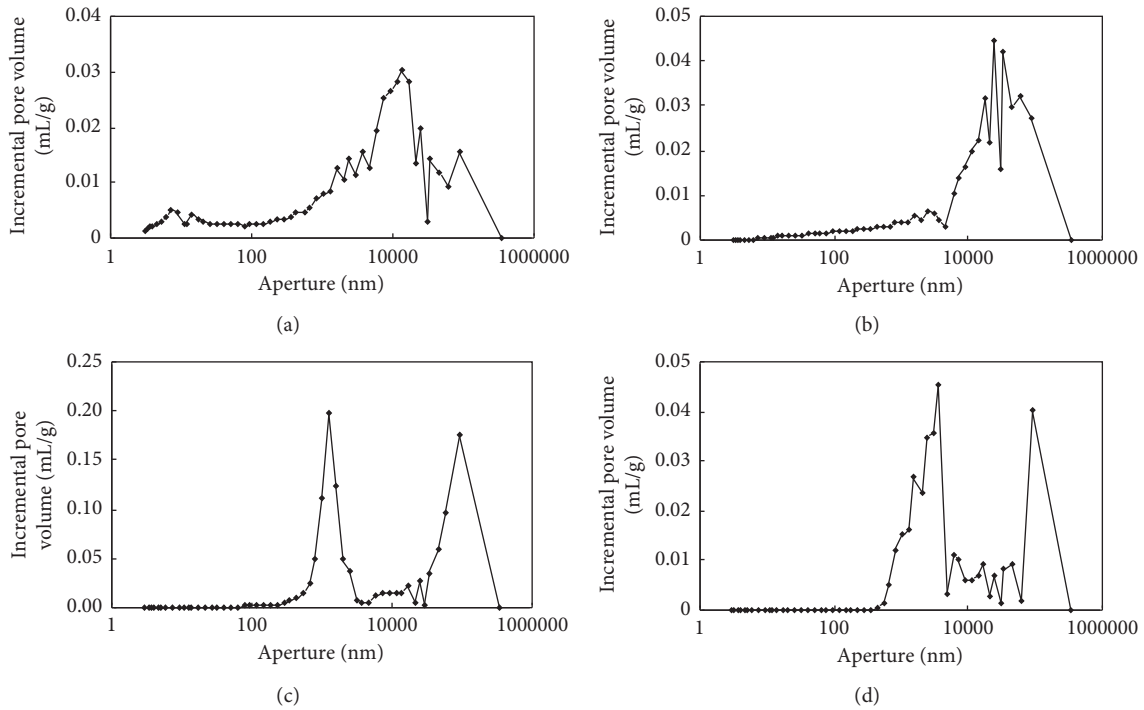 Incremental pore volume
(mL/g)
0.04
0.03
0.02
0.01
0
1 100 10000 1000000
Aperture (nm)
(a)
Incremental pore volume
(mL/g)
0.05
0.04
0.03
0.02
0.01
0
1 100 10000 1000000
Aperture (nm)
(b)
Incremental pore
volume (mL/g)
0.25
0.20
0.15
0.10
0.05
0.00
1 100 10000 1000000
Aperture (nm)
(c)
Incremental pore volume
(mL/g)
0.05
0.04
0.03
0.02
0.01
0
1 100 10000 1000000
Aperture (nm)
(d)